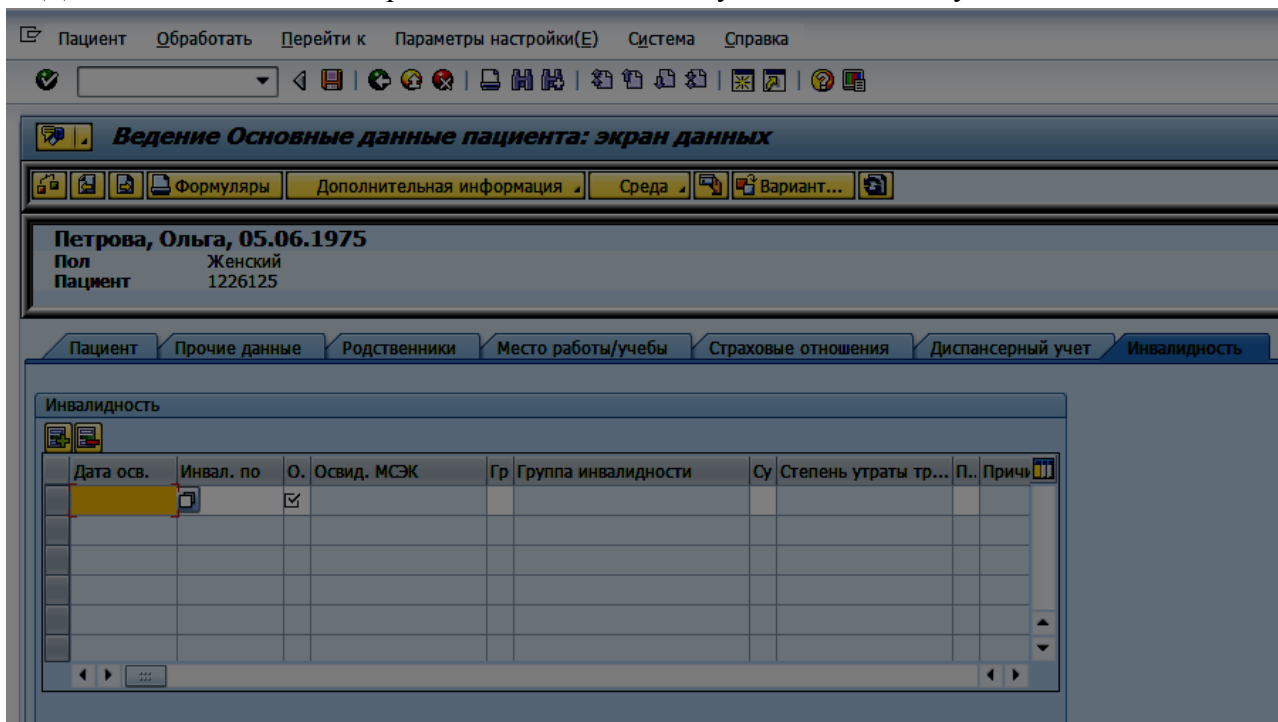 Пациент Обработать Перейти к Параметры настройки(Е) Система Справка
Ведение Основные данные пациента: экран данных
Формуляры Дополнительная информация Среда Вариант...
Петрова, Ольга, 05.06.1975
Пол Женский
Пациент 1226125
Пациент Прочие данные Родственники Место работы/учебы Страховые отношения Диспансерный учет Инвалидность
Инвалидность
Дата осв. Инвал. по О. Освид. МСЭК Гр Группа инвалидности Су Степень утраты тр... П.. Причи